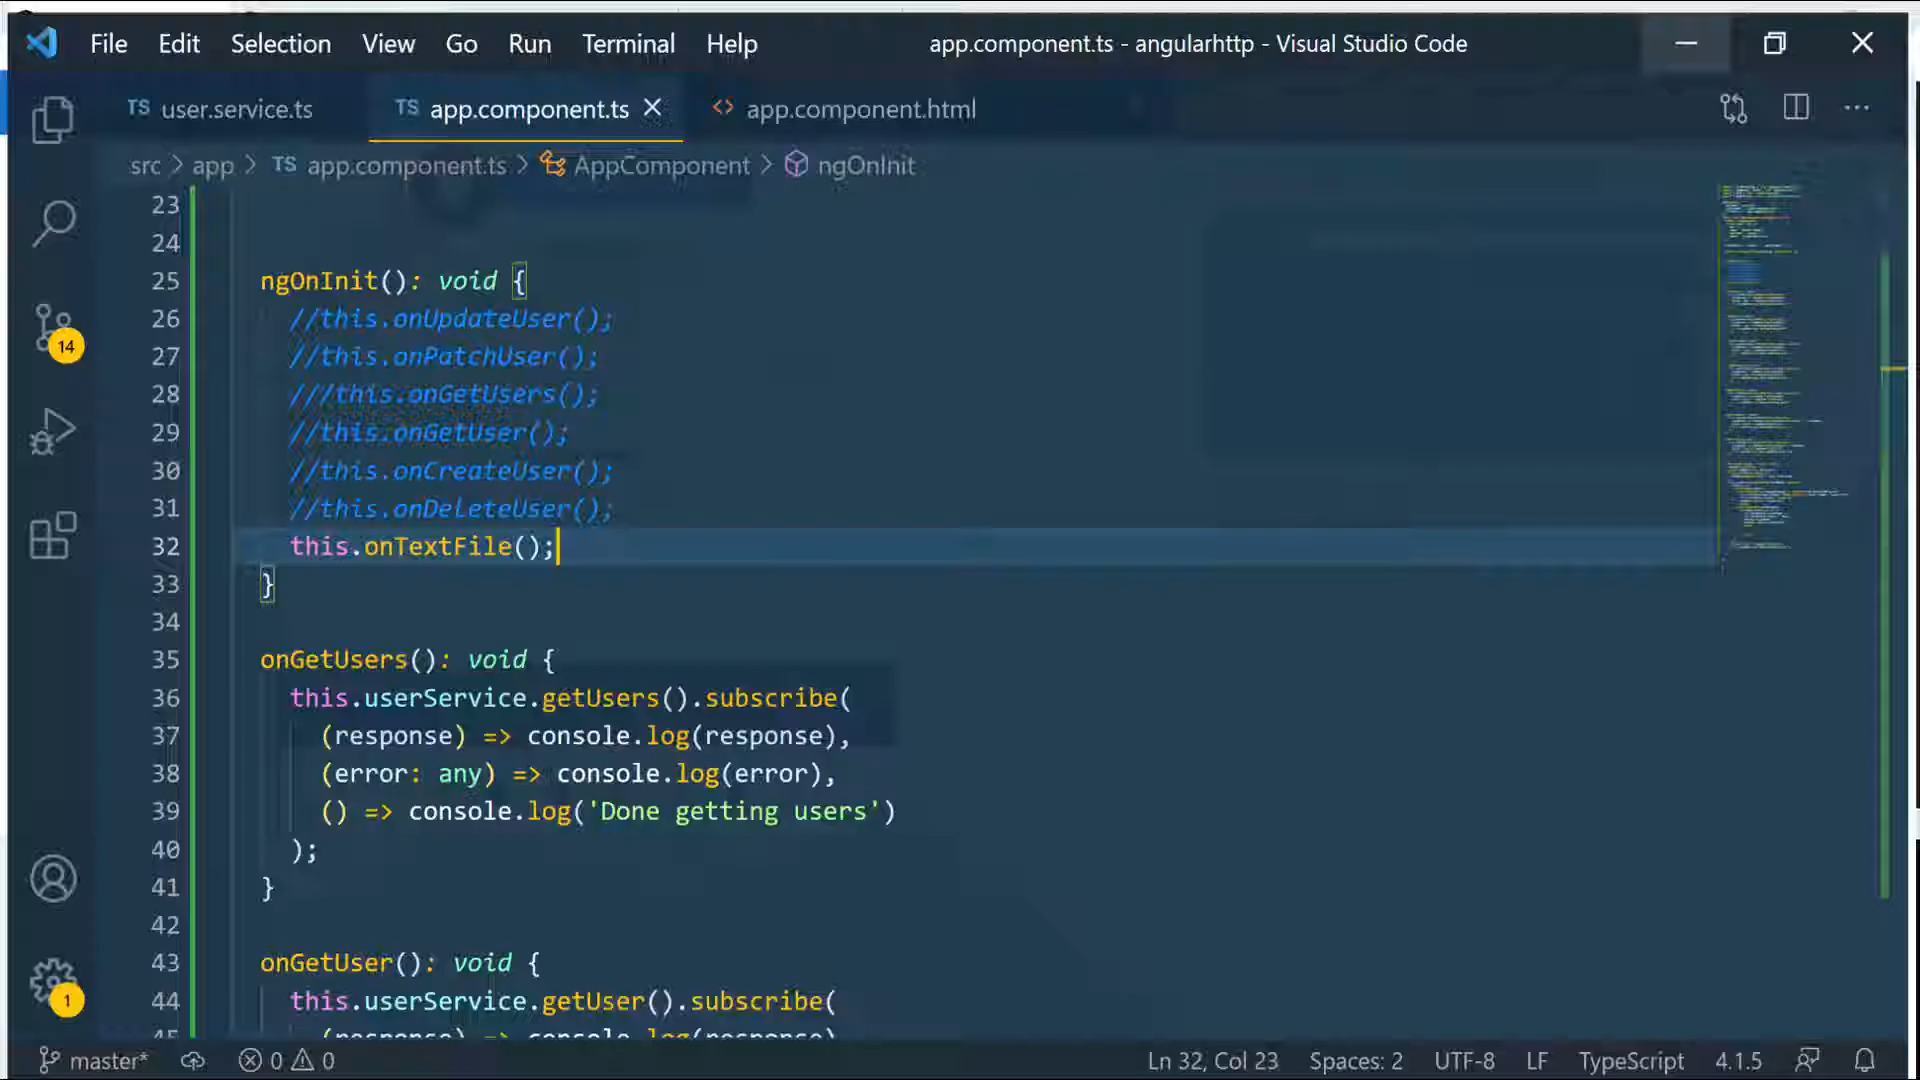 File Edit Selection View Go Run Terminal Help app.component.ts - angularhttp - Visual Studio Code
TS user.service.ts TS app.component.ts <> app.component.html
src > app > TS app.component.ts > AppComponent > ngOnInit
23
24
25 ngOnInit(): void {
26 //this.onUpdateUser();
27 //this.onPatchUser();
28 ///this.onGetUsers();
29 //this.onGetUser();
30 //this.onCreateUser();
31 //this.onDeleteUser();
32 this.onTextFile();
33 }
34
35 onGetUsers(): void {
36 this.userService.getUsers().subscribe(
37 (response) => console.log(response),
38 (error: any) => console.log(error),
39 () => console.log('Done getting users')
40 );
41 }
42
43 onGetUser(): void {
44 this.userService.getUser().subscribe(
45 (response) => console.log(response)
14
1
master* 0 0 Ln 32, Col 23 Spaces: 2 UTF-8 LF TypeScript 4.1.5